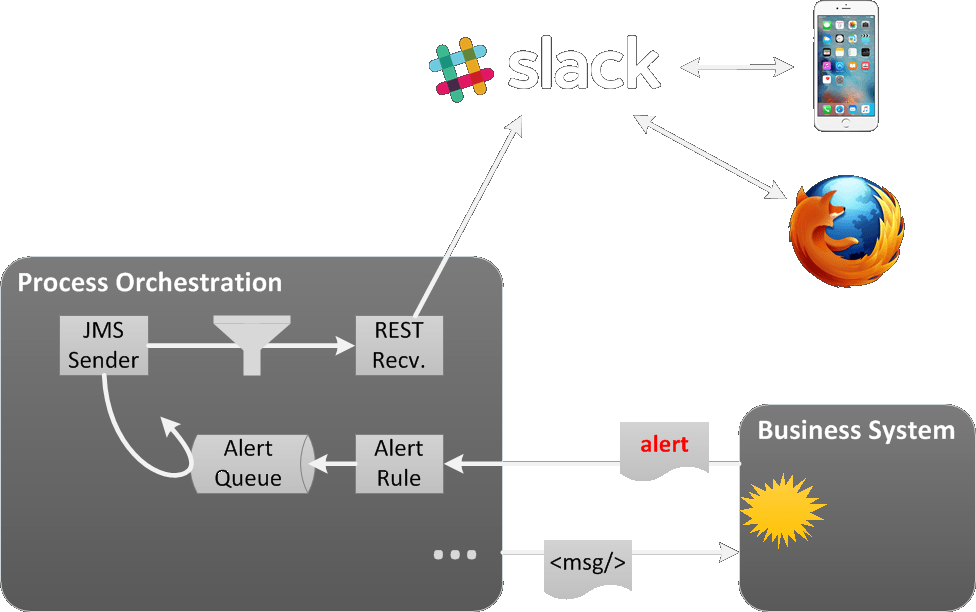 slack
Process Orchestration
JMS
Sender
REST
Recv.
Alert
Queue
Alert
Rule
alert
Business System
<msg/>